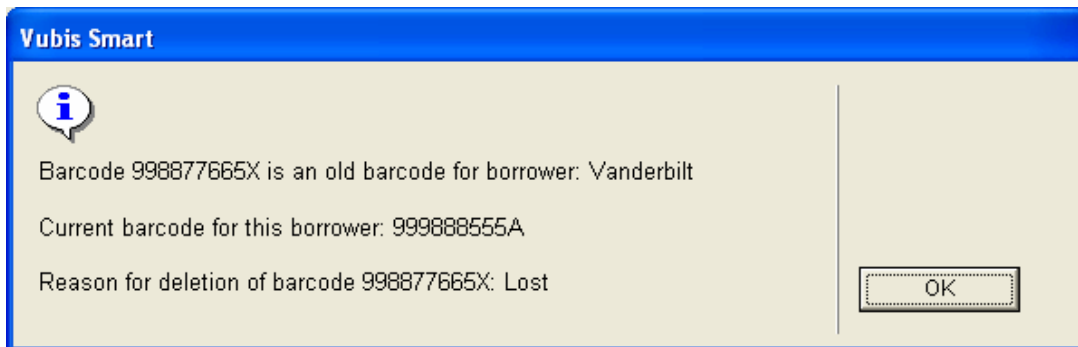 Vubis Smart
Barcode 998877665X is an old barcode for borrower: Vanderbilt
Current barcode for this borrower: 999888555A
Reason for deletion of barcode 998877665X: Lost
OK